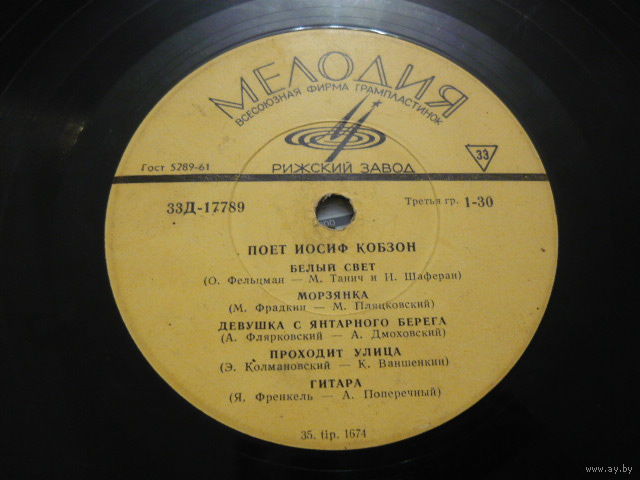 МЕЛОДИЯ
ВСЕСОЮЗНАЯ ФИРМА ГРАМПЛАСТИНОК
Гост 5289-61
РИЖСКИЙ ЗАВОД
33
33Д-17789
Третья гр. 1-30
ПОЕТ ИОСИФ КОБЗОН
БЕЛЫЙ СВЕТ
(О. Фельцман — М. Танич и И. Шаферан)
МОРЗЯНКА
(М. Фрадкин — М. Пляцковский)
ДЕВУШКА С ЯНТАРНОГО БЕРЕГА
(А. Флярковский — А. Дмоховский)
ПРОХОДИТ УЛИЦА
(Э. Колмановский — К. Ваншенкин)
ГИТАРА
(Я. Френкель — А. Поперечный)
35. tip. 1674
www.ay.by